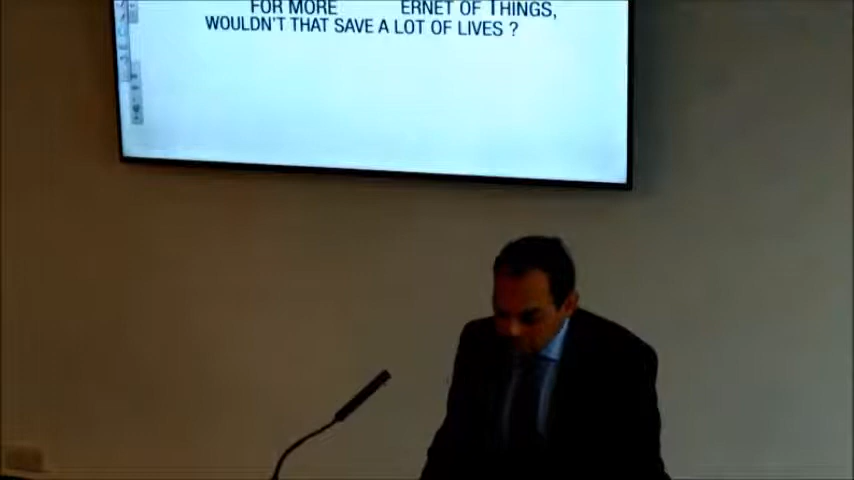 FOR MORE ERNET OF THINGS,
WOULDN'T THAT SAVE A LOT OF LIVES ?